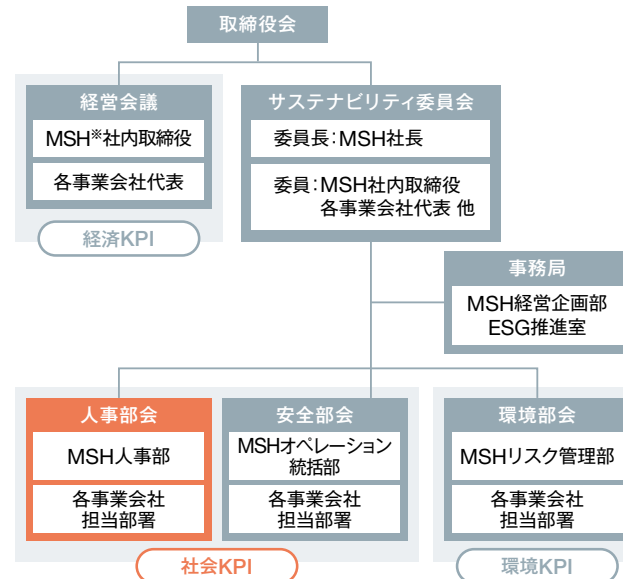 取締役会
経営会議
MSH※社内取締役
各事業会社代表
経済KPI
サステナビリティ委員会
委員長：MSH社長
委員：MSH社内取締役
各事業会社代表 他
事務局
MSH経営企画部
ESG推進室
人事部会
MSH人事部
各事業会社
担当部署
安全部会
MSHオペレーション
統括部
各事業会社
担当部署
社会KPI
環境部会
MSHリスク管理部
各事業会社
担当部署
環境KPI